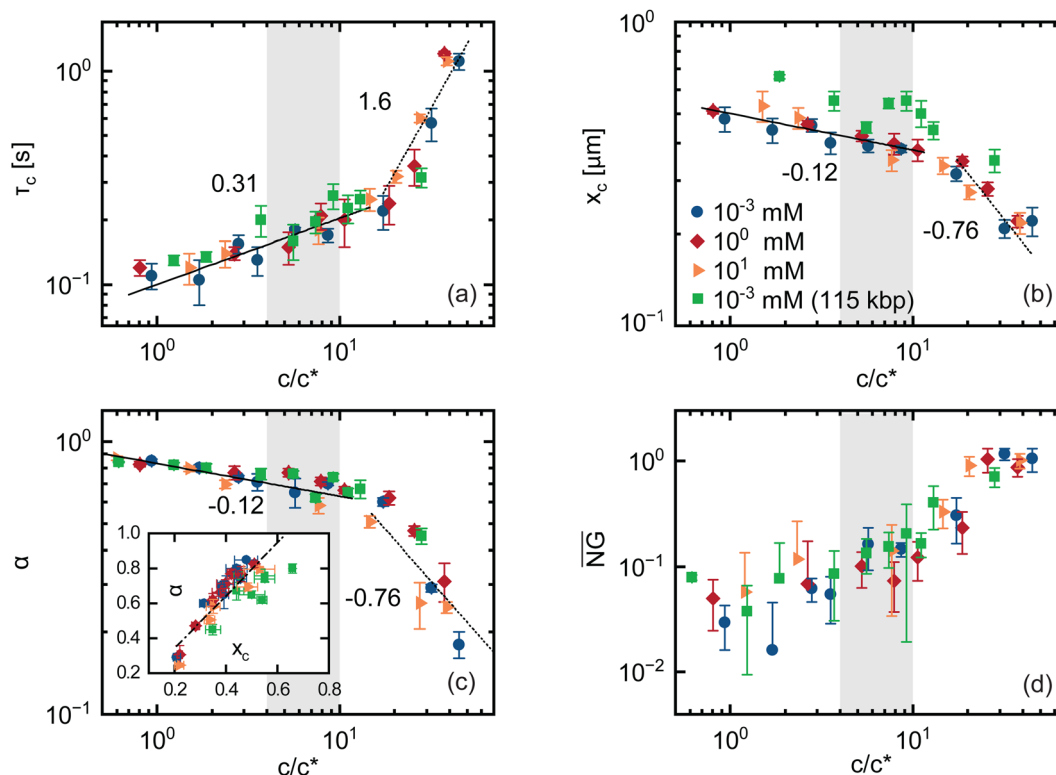 10⁰
10⁻¹
τc [s]
0.31
1.6
(a)
10⁰
10¹
c/c*
10⁰
10⁻¹
xc [µm]
-0.12
-0.76
10⁻³ mM
10⁰ mM
10¹ mM
10⁻³ mM (115 kbp)
(b)
10⁰
10¹
c/c*
10⁰
10⁻¹
α
-0.12
-0.76
1.0
0.8
0.6
0.4
0.2
α
xc
0.2 0.4 0.6 0.8
(c)
10⁰
10¹
c/c*
10⁰
10⁻¹
10⁻²
NG
(d)
10⁰
10¹
c/c*